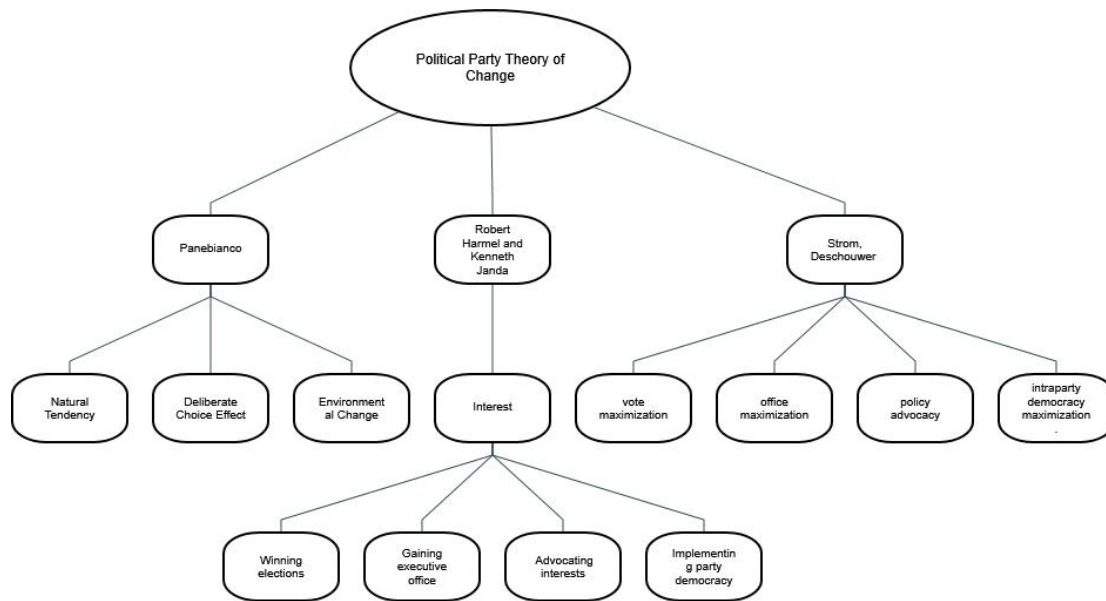 Political Party Theory of
Change
Panebianco
Robert
Harmel and
Kenneth
Janda
Strom,
Deschouwer
Natural
Tendency
Deliberate
Choice Effect
Environment
al Change
Interest
vote
maximization
office
maximization
policy
advocacy
intraparty
democracy
maximization
.
Winning
elections
Gaining
executive
office
Advocating
interests
Implementin
g party
democracy